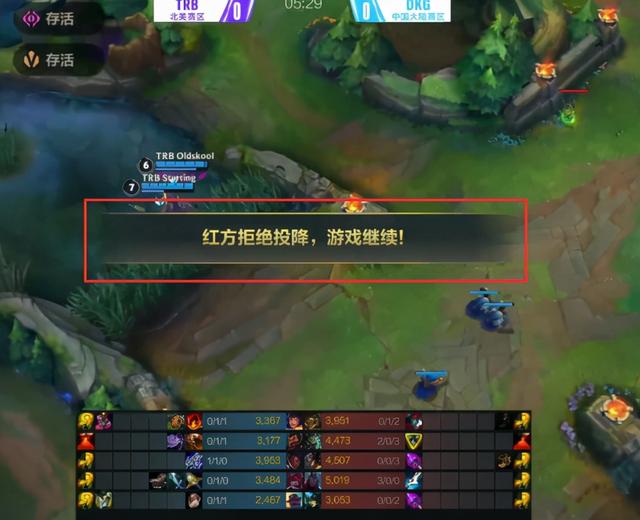 存活
存活
TRB
北美赛区
0
05:29
0
DKG
中国大陆赛区
6
TRB Oldskool
7
TRB Strtting
红方拒绝投降，游戏继续！
0/1/1 3,367 3,951 0/1/2
0/1/1 3,177 4,473 2/0/3
1/1/0 3,953 4,507 0/0/3
0/1/0 3,484 5,019 3/0/0
0/1/1 2,467 3,053 0/0/2